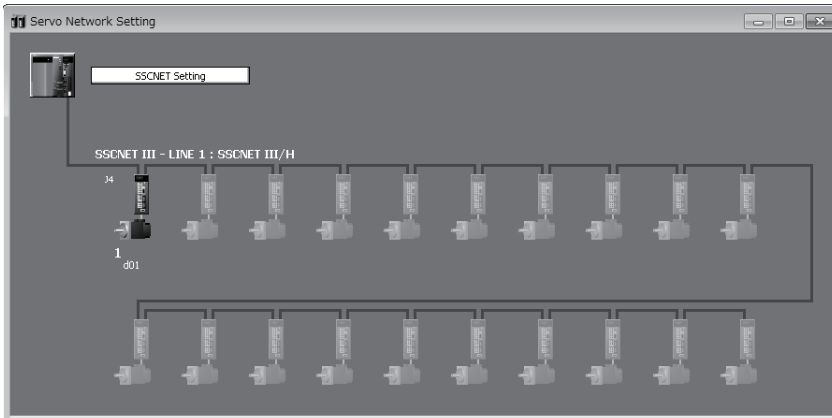 Servo Network Setting
SSCNET Setting
SSCNET III - LINE 1 : SSCNET III/H
J4
1
d01